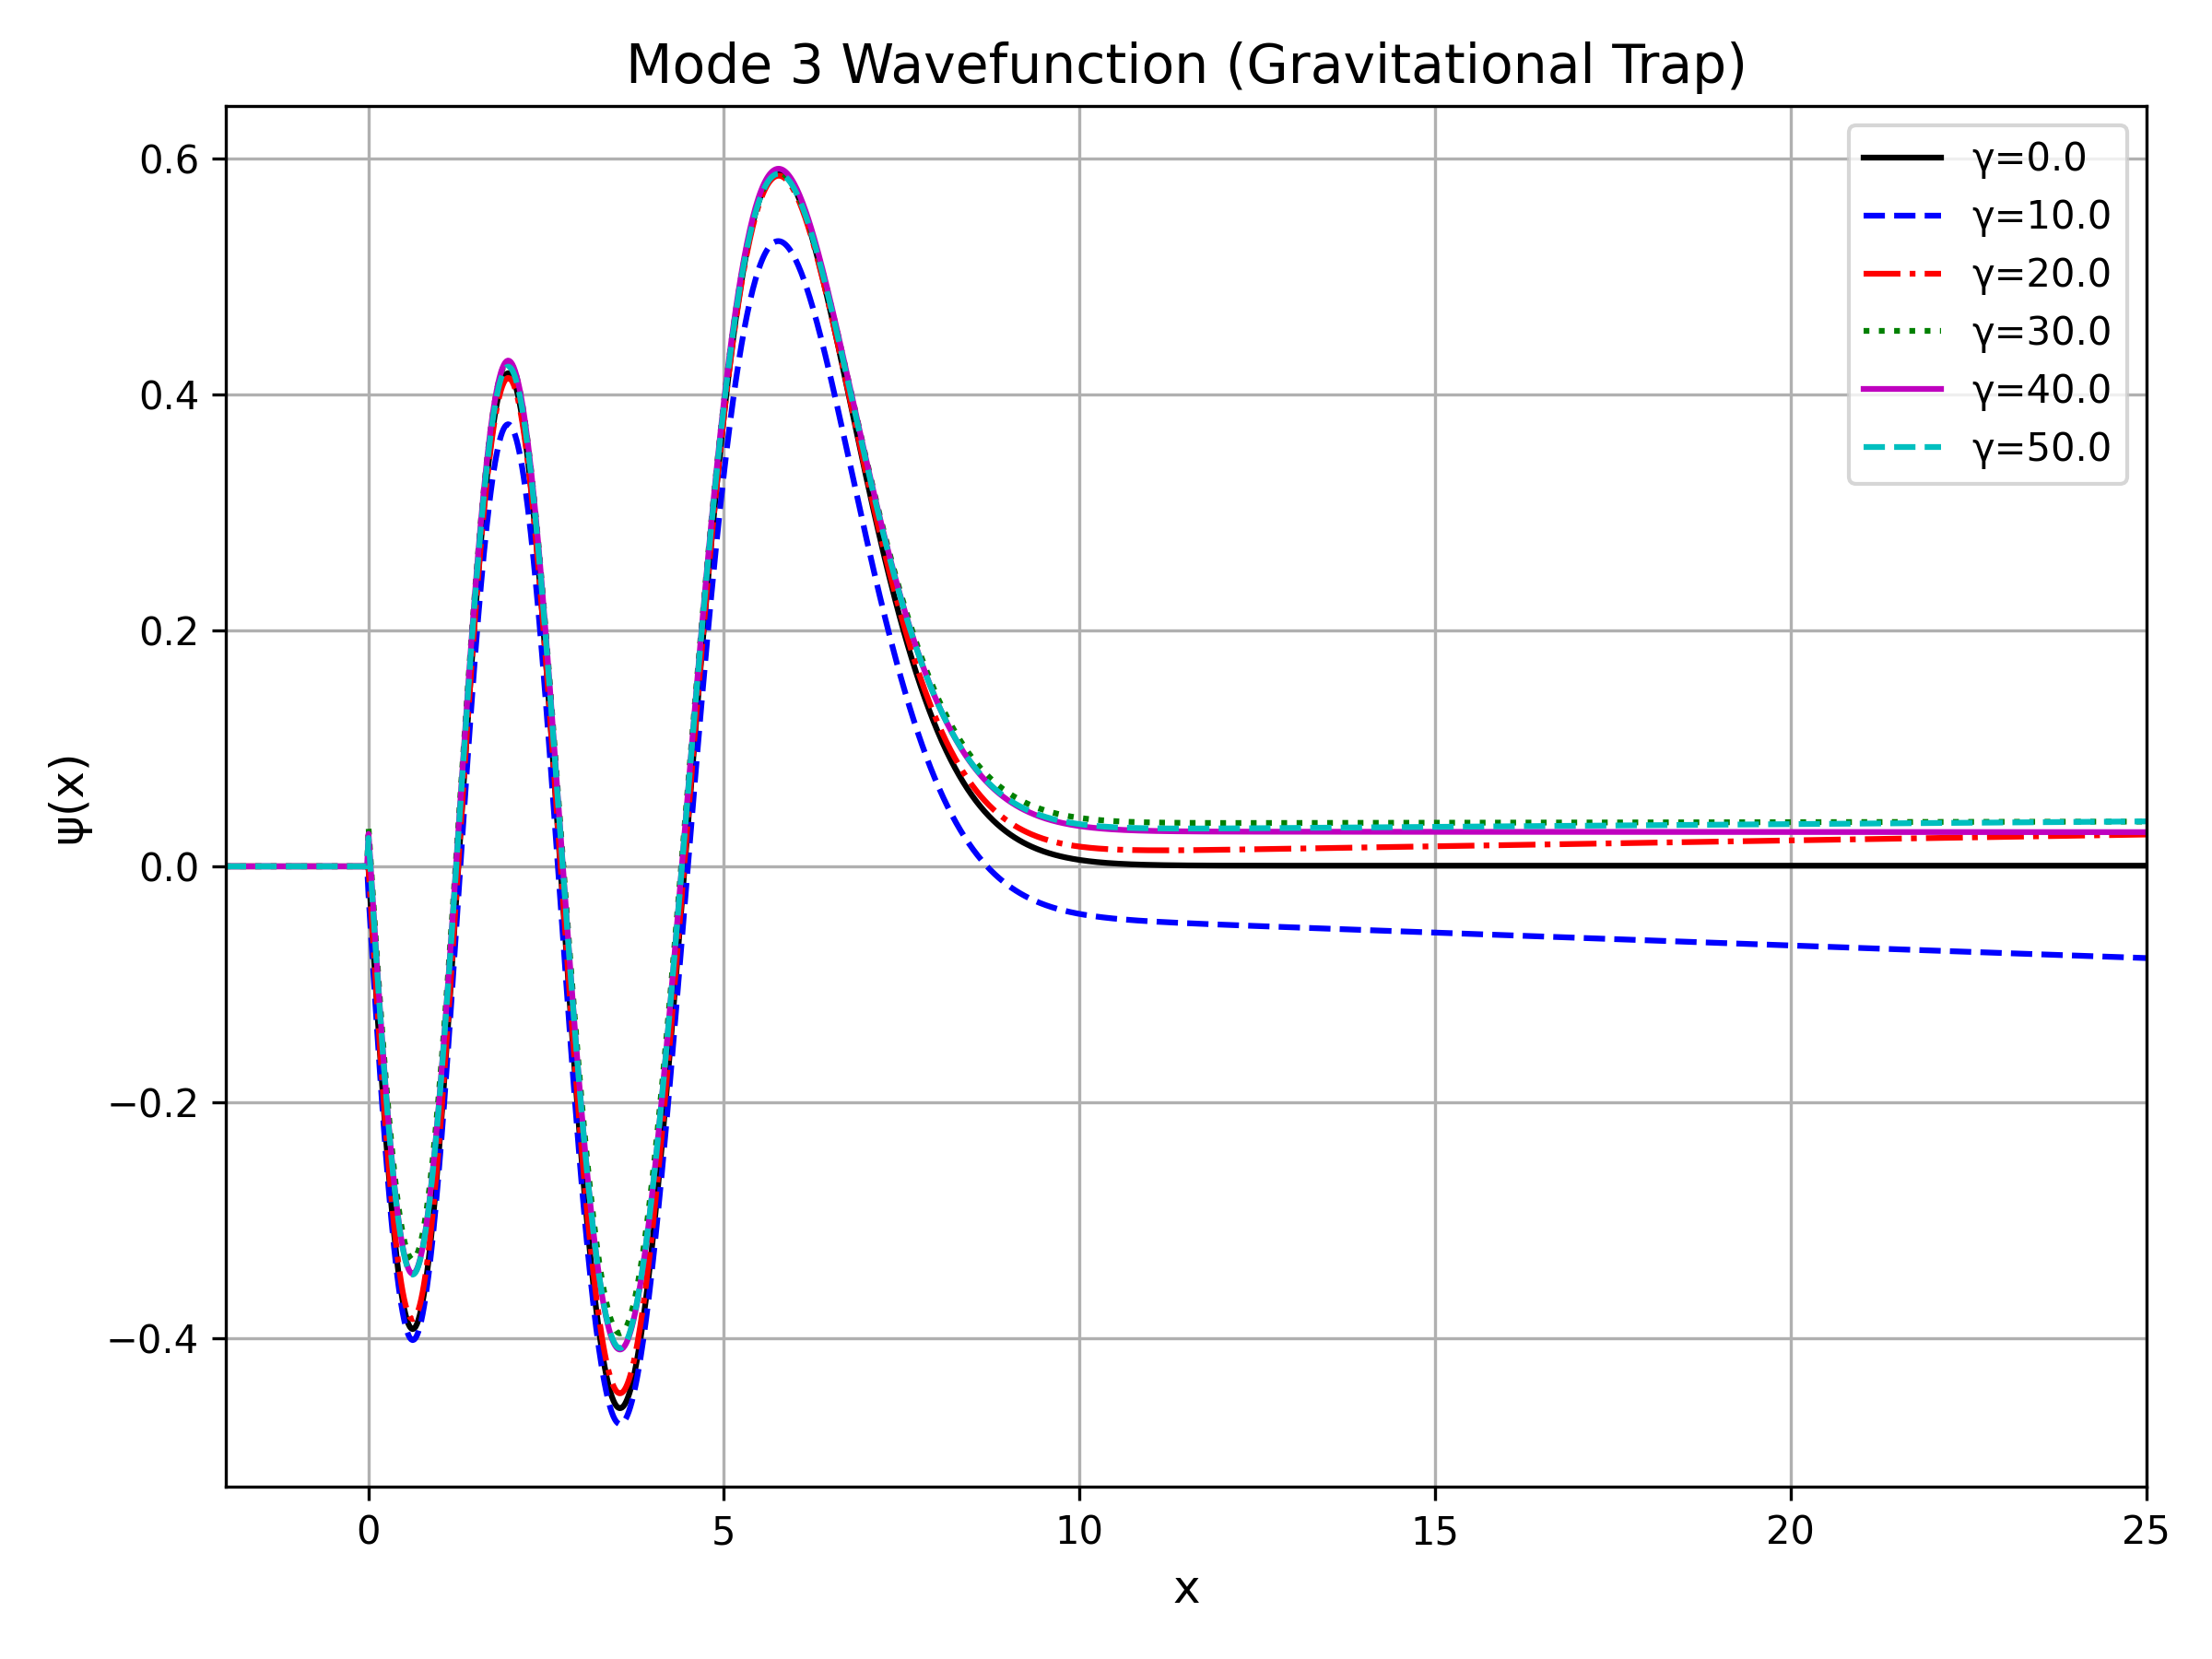 Mode 3 Wavefunction (Gravitational Trap)
γ=0.0
γ=10.0
γ=20.0
γ=30.0
γ=40.0
γ=50.0
ψ(x)
0.6
0.4
0.2
0.0
−0.2
−0.4
0 5 10 15 20 25
x